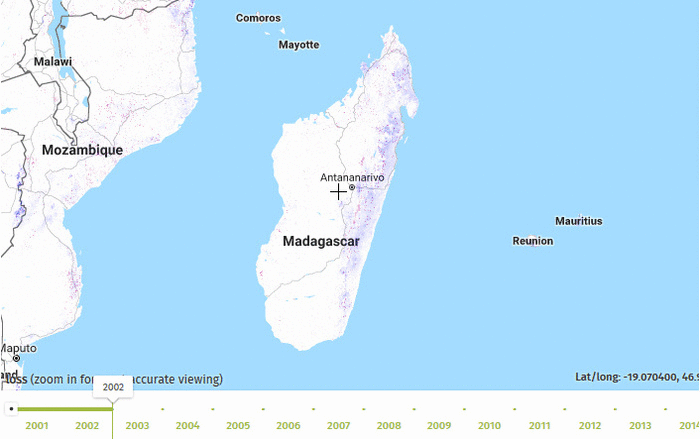 Comoros
Mayotte
Malawi
Mozambique
Antananarivo
Mauritius
Madagascar
Reunion
Maputo
loss (zoom in for accurate viewing)
Lat/long: -19.070400, 46.9
2002
2001 2002 2003 2004 2005 2006 2007 2008 2009 2010 2011 2012 2013 2014